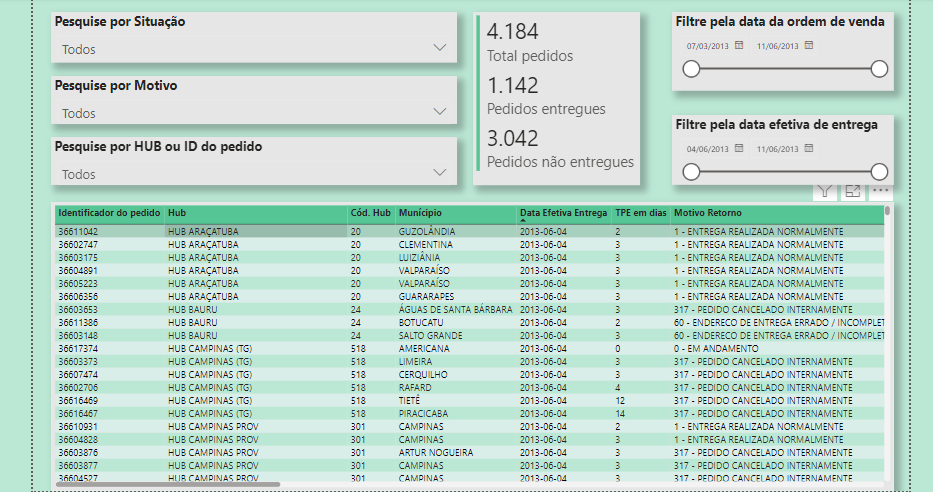 Pesquise por Situação
Todos
Pesquise por Motivo
Todos
Pesquise por HUB ou ID do pedido
Todos
4.184
Total pedidos
1.142
Pedidos entregues
3.042
Pedidos não entregues
Filtre pela data da ordem de venda
07/03/2013 11/06/2013
Filtre pela data efetiva de entrega
04/06/2013 11/06/2013
Identificador do pedido Hub Cód. Hub Munícipio Data Efetiva Entrega TPE em dias Motivo Retorno
36611042 HUB ARAÇATUBA 20 GUZOLÂNDIA 2013-06-04 2 1 - ENTREGA REALIZADA NORMALMENTE
36602747 HUB ARAÇATUBA 20 CLEMENTINA 2013-06-04 3 1 - ENTREGA REALIZADA NORMALMENTE
36603175 HUB ARAÇATUBA 20 LUIZIÂNIA 2013-06-04 3 1 - ENTREGA REALIZADA NORMALMENTE
36604891 HUB ARAÇATUBA 20 VALPARAÍSO 2013-06-04 3 1 - ENTREGA REALIZADA NORMALMENTE
36605223 HUB ARAÇATUBA 20 VALPARAÍSO 2013-06-04 3 1 - ENTREGA REALIZADA NORMALMENTE
36606356 HUB ARAÇATUBA 20 GUARARAPES 2013-06-04 3 1 - ENTREGA REALIZADA NORMALMENTE
36603653 HUB BAURU 24 ÁGUAS DE SANTA BÁRBARA 2013-06-04 3 317 - PEDIDO CANCELADO INTERNAMENTE
36611386 HUB BAURU 24 BOTUCATU 2013-06-04 2 60 - ENDERECO DE ENTREGA ERRADO / INCOMPLET
36603148 HUB BAURU 24 SALTO GRANDE 2013-06-04 3 60 - ENDERECO DE ENTREGA ERRADO / INCOMPLET
36617374 HUB CAMPINAS (TG) 518 AMERICANA 2013-06-04 0 0 - EM ANDAMENTO
36603373 HUB CAMPINAS (TG) 518 LIMEIRA 2013-06-04 3 317 - PEDIDO CANCELADO INTERNAMENTE
36607474 HUB CAMPINAS (TG) 518 CERQUILHO 2013-06-04 3 317 - PEDIDO CANCELADO INTERNAMENTE
36602706 HUB CAMPINAS (TG) 518 RAFARD 2013-06-04 4 317 - PEDIDO CANCELADO INTERNAMENTE
36616469 HUB CAMPINAS (TG) 518 TIETÊ 2013-06-04 12 317 - PEDIDO CANCELADO INTERNAMENTE
36616467 HUB CAMPINAS (TG) 518 PIRACICABA 2013-06-04 14 317 - PEDIDO CANCELADO INTERNAMENTE
36610931 HUB CAMPINAS PROV 301 CAMPINAS 2013-06-04 2 1 - ENTREGA REALIZADA NORMALMENTE
36604828 HUB CAMPINAS PROV 301 CAMPINAS 2013-06-04 3 1 - ENTREGA REALIZADA NORMALMENTE
36603876 HUB CAMPINAS PROV 301 ARTUR NOGUEIRA 2013-06-04 3 317 - PEDIDO CANCELADO INTERNAMENTE
36603877 HUB CAMPINAS PROV 301 CAMPINAS 2013-06-04 3 317 - PEDIDO CANCELADO INTERNAMENTE
36604527 HUB CAMPINAS PROV 301 CAMPINAS 2013-06-04 3 317 - PEDIDO CANCELADO INTERNAMENTE